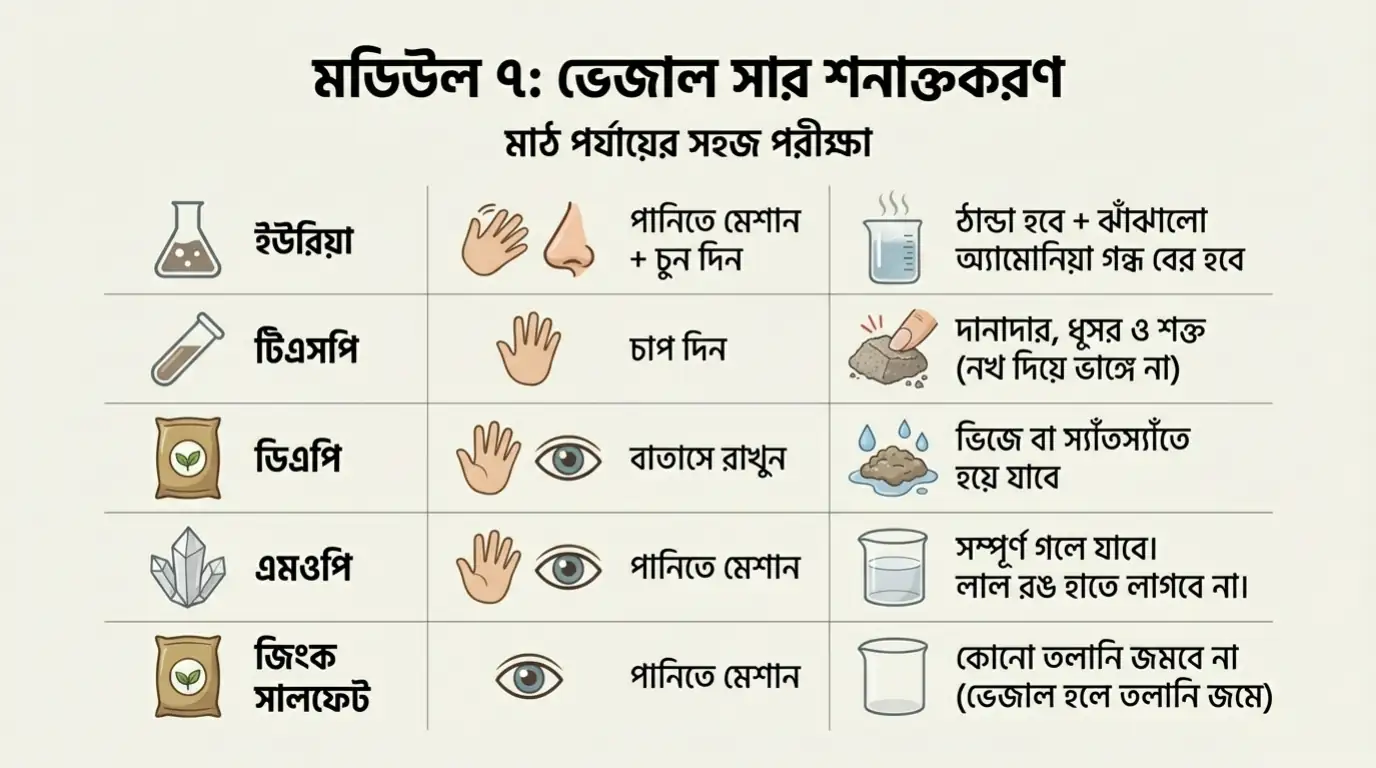 মডিউল ৭: ভেজাল সার শনাক্তকরণ
মাঠ পর্যায়ের সহজ পরীক্ষা
ইউরিয়া
পানিতে মেশান
+ চুন দিন
ঠান্ডা হবে + ঝাঁঝালো
অ্যামোনিয়া গন্ধ বের হবে
টিএসপি
চাপ দিন
দানাদার, ধূসর ও শক্ত
(নখ দিয়ে ভাঙ্গে না)
ডিএপি
বাতাসে রাখুন
ভিজে বা স্যাঁতস্যাঁতে
হয়ে যাবে
এমওপি
পানিতে মেশান
সম্পূর্ণ গলে যাবে।
লাল রঙ হাতে লাগবে না।
জিংক
সালফেট
পানিতে মেশান
কোনো তলানি জমবে না
(ভেজাল হলে তলানি জমে)